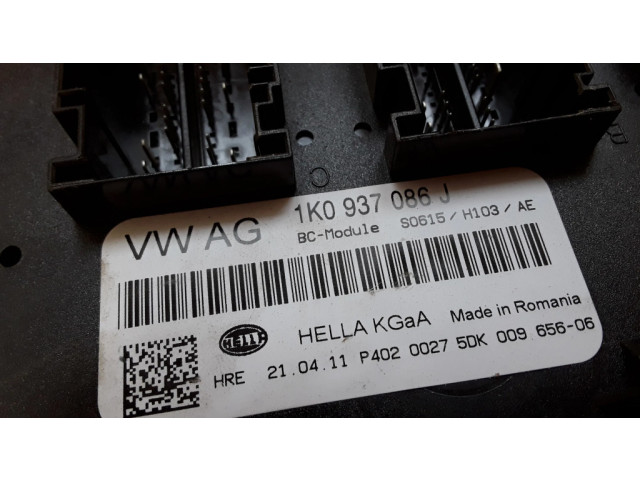 VW AG 1K0 937 086 J
BC-Module S0615 / H103 / AE
HELLA
HELLA KGaA Made in Romania
HRE 21.04.11 P402 0027 5DK 009 656-06